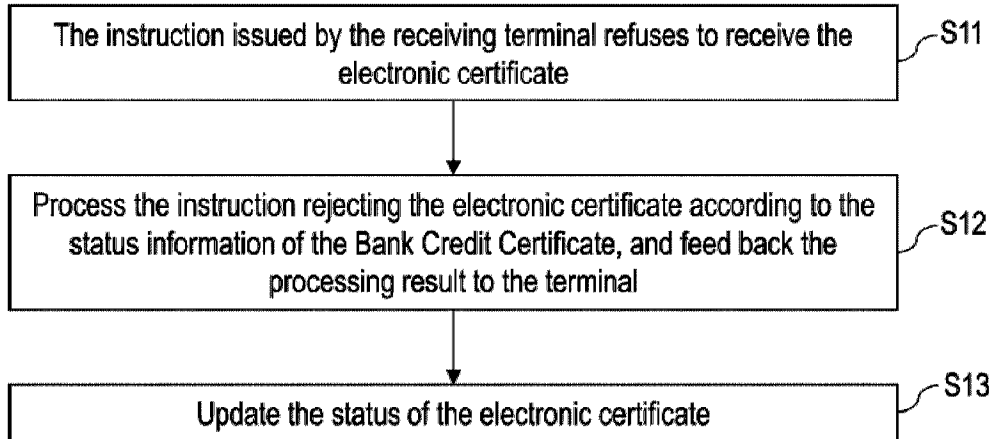 The instruction issued by the receiving terminal refuses to receive the
electronic certificate
S11
Process the instruction rejecting the electronic certificate according to the
status information of the Bank Credit Certificate, and feed back the
processing result to the terminal
S12
Update the status of the electronic certificate
S13